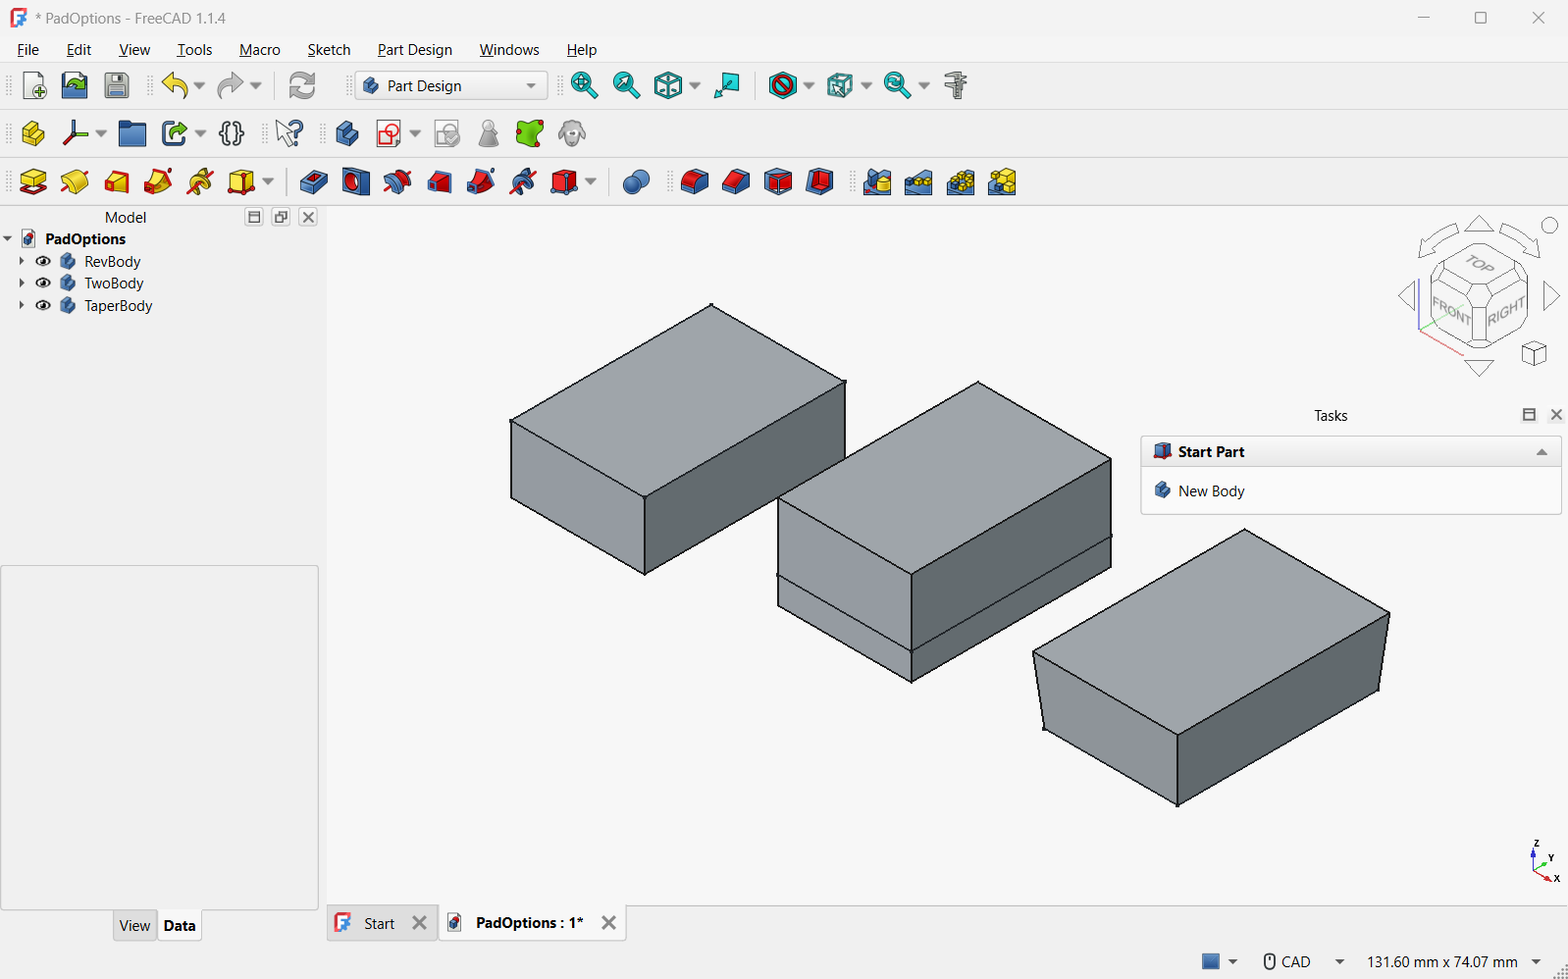 * PadOptions - FreeCAD 1.1.4
File Edit View Tools Macro Sketch Part Design Windows Help
Part Design
Model
PadOptions
RevBody
TwoBody
TaperBody
TOP
FRONT
RIGHT
Tasks
Start Part
New Body
Z
Y
X
View Data
Start
PadOptions : 1*
CAD
131.60 mm x 74.07 mm